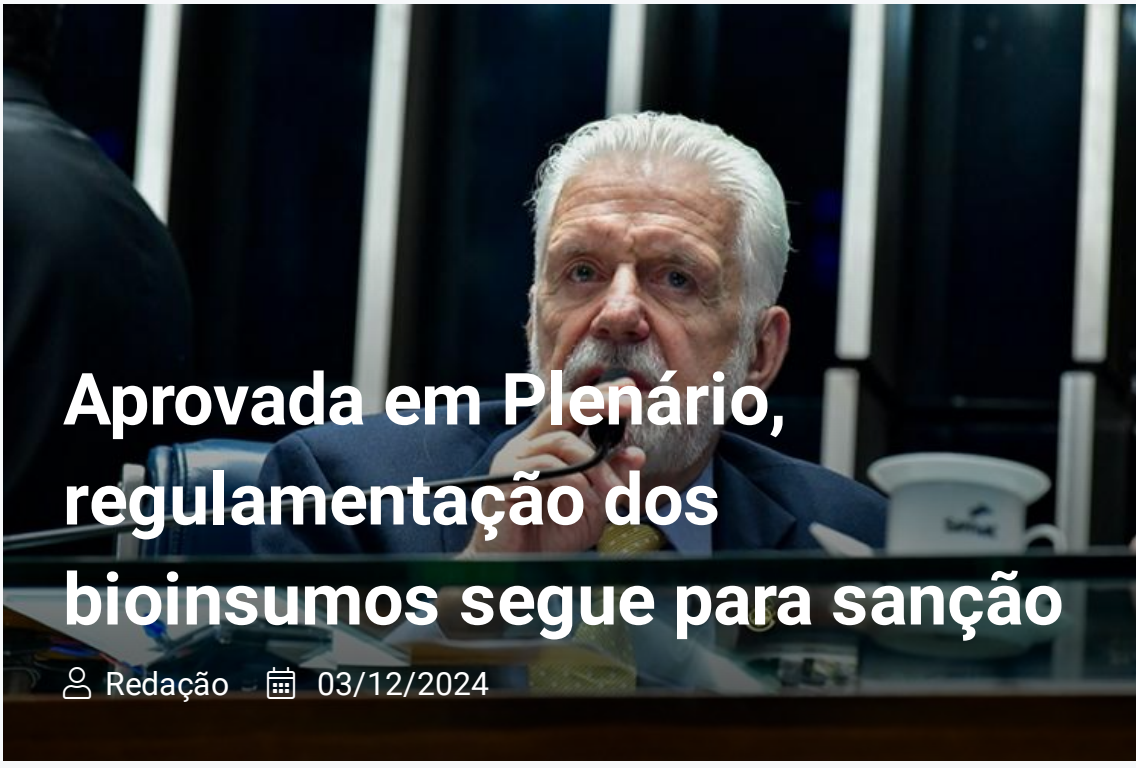 Aprovada em Plenário,
regulamentação dos
bioinsumos segue para sanção
Redação 03/12/2024